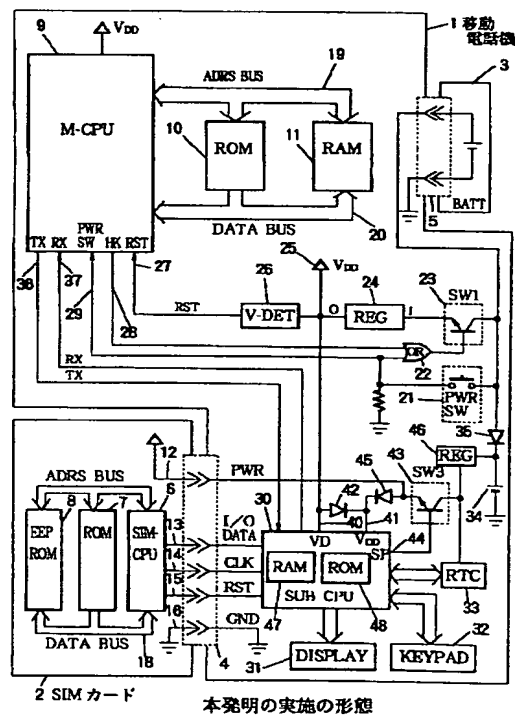 1 移動
電話機
9
VDD
19
3
ADRS BUS
M-CPU
10
ROM
11
RAM
BATT
5
TX RX PWR SW HK RST
DATA BUS
20
38
37
29
28
27
25
VDD
26
24
23
SW1
RST
V-DET
O
REG
I
RX
TX
OR
22
21
PWR
SW
35
46
REG
12
PWR
45
43
SW3
34
ADRS BUS
8
7
6
30
42
40
41
EEP
ROM
ROM
SIM-
CPU
13
I/O
DATA
VD
VDD
SP
44
14
CLK
RAM
ROM
RTC
15
RST
SUB CPU
33
16
GND
47
48
DATA BUS
18
4
31
DISPLAY
KEYPAD
32
2 SIM カード
本発明の実施の形態